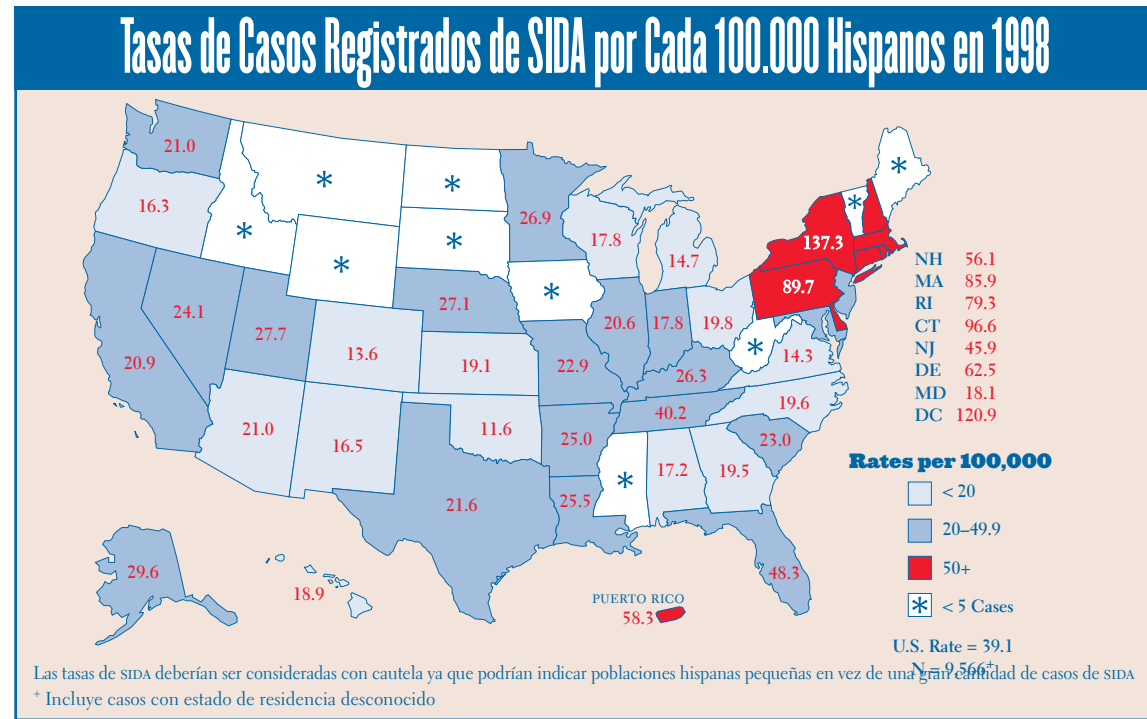 Tasas de Casos Registrados de SIDA por Cada 100.000 Hispanos en 1998
21.0
16.3
*
*
*
*
*
26.9
17.8
14.7
137.3
*
*
89.7
NH 56.1
MA 85.9
RI 79.3
CT 96.6
NJ 45.9
DE 62.5
MD 18.1
DC 120.9
24.1
20.9
27.7
13.6
27.1
19.1
*
22.9
20.6
17.8
19.8
*
14.3
26.3
40.2
19.6
23.0
21.0
16.5
11.6
25.0
25.5
*
17.2
19.5
21.6
48.3
29.6
18.9
PUERTO RICO
58.3
Rates per 100,000
< 20
20–49.9
50+
* < 5 Cases
U.S. Rate = 39.1
N = 9,566+
Las tasas de SIDA deberían ser consideradas con cautela ya que podrían indicar poblaciones hispanas pequeñas en vez de una gran cantidad de casos de SIDA
+ Incluye casos con estado de residencia desconocido